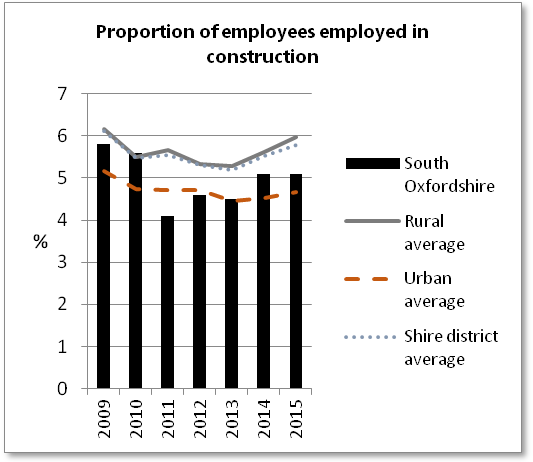 Proportion of employees employed in
construction
7
6
5
4
3
2
1
0
%
2009
2010
2011
2012
2013
2014
2015
South
Oxfordshire
Rural
average
Urban
average
Shire district
average